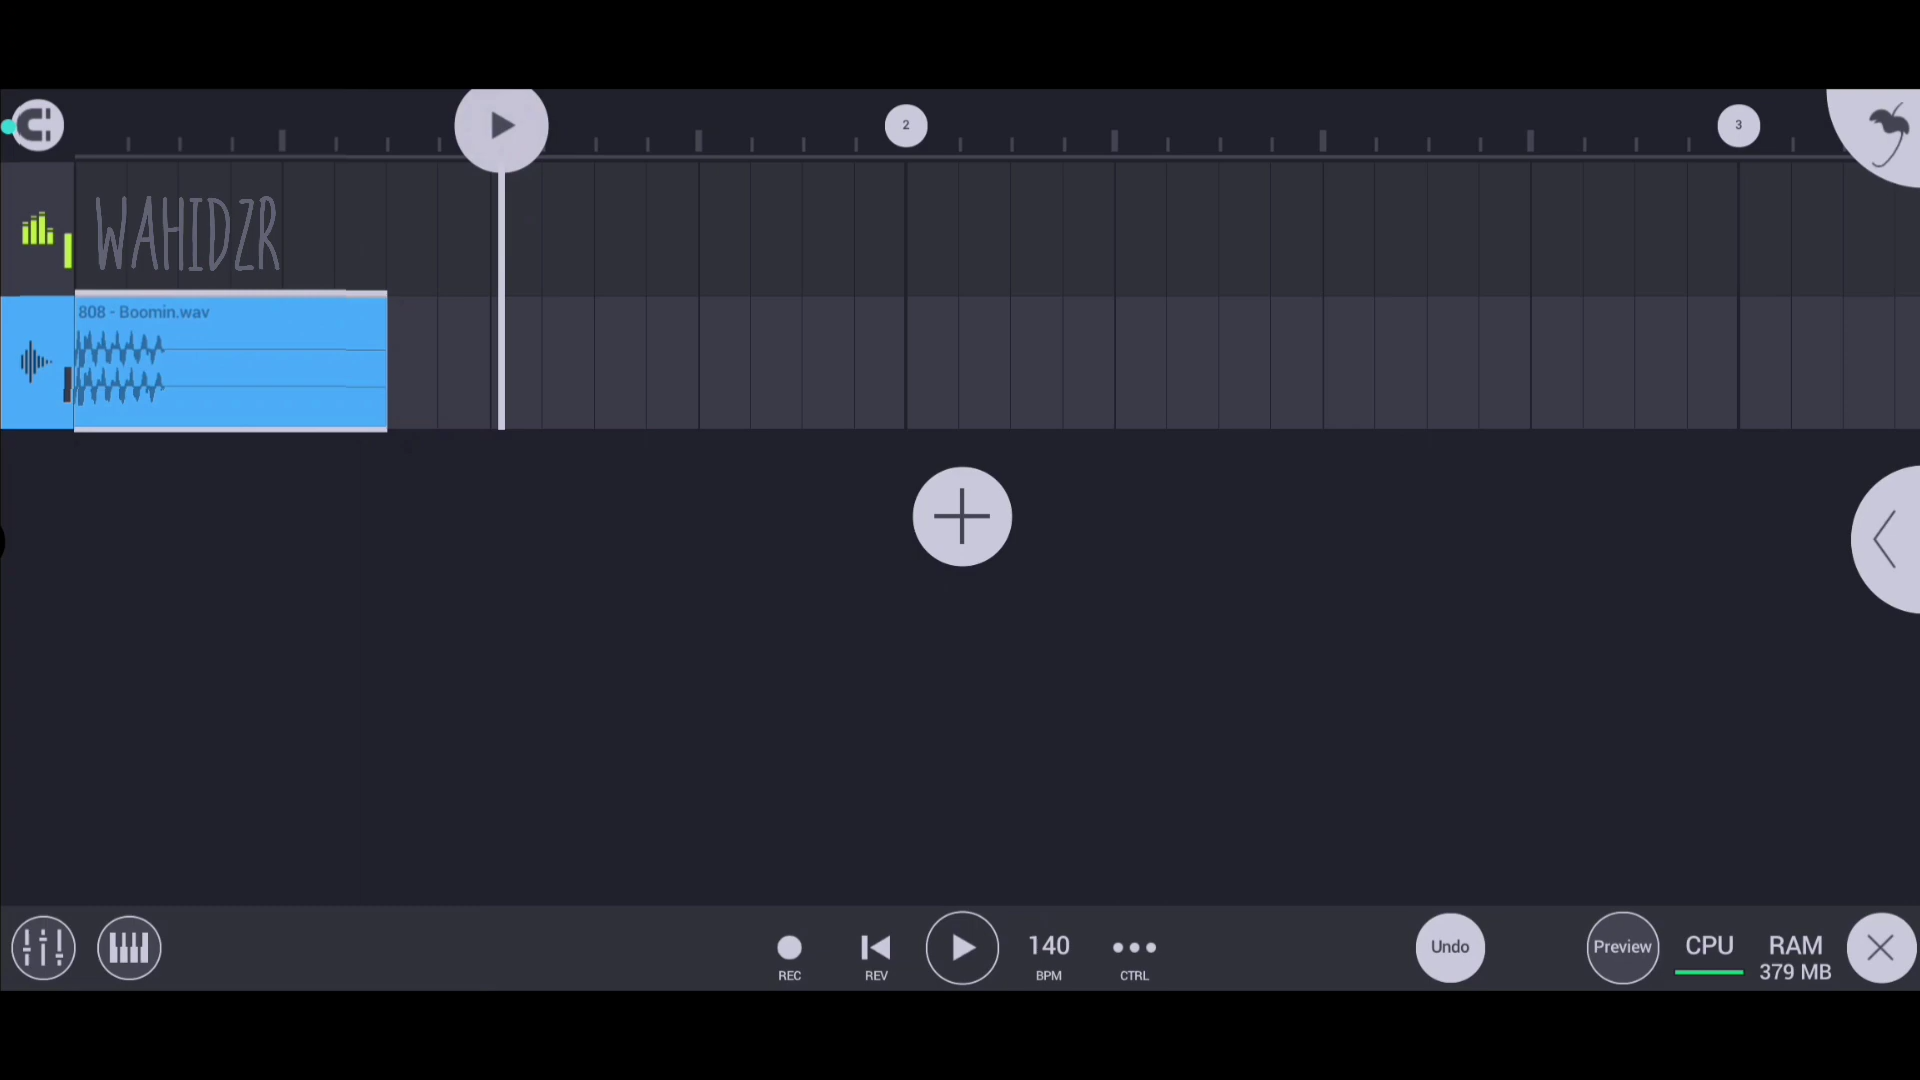 2
3
WAHIDZR
808 - Boomin.wav
140
BPM
REC
REV
CTRL
Undo
Preview
CPU
RAM
379 MB